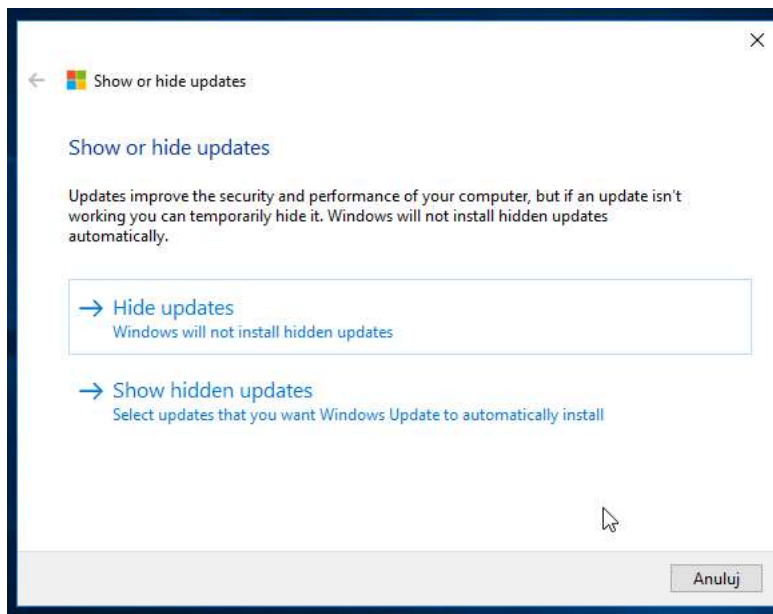 Show or hide updates
Show or hide updates
Updates improve the security and performance of your computer, but if an update isn't
working you can temporarily hide it. Windows will not install hidden updates
automatically.
Hide updates
Windows will not install hidden updates
Show hidden updates
Select updates that you want Windows Update to automatically install
Anuluj